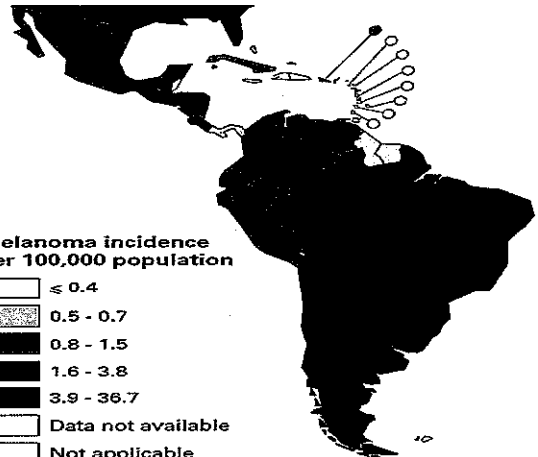 elanoma incidence
er 100,000 population
≤ 0.4
0.5 - 0.7
0.8 - 1.5
1.6 - 3.8
3.9 - 36.7
Data not available
Not applicable